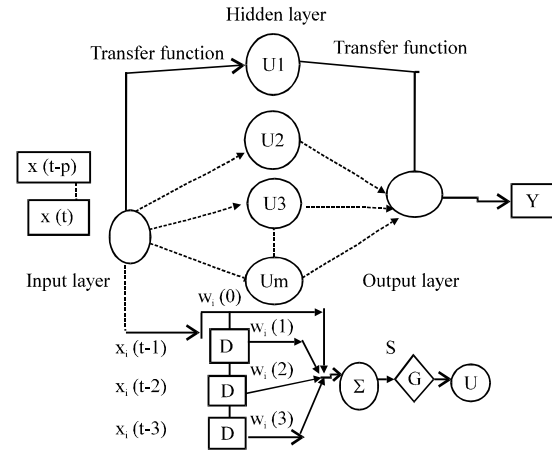 Hidden layer
Transfer function
Transfer function
U1
U2
x (t-p)
U3
x (t)
Y
Input layer
Um
Output layer
w_i (0)
x_i (t-1)
D
w_i (1)
S
x_i (t-2)
D
w_i (2)
Σ
G
U
x_i (t-3)
D
w_i (3)